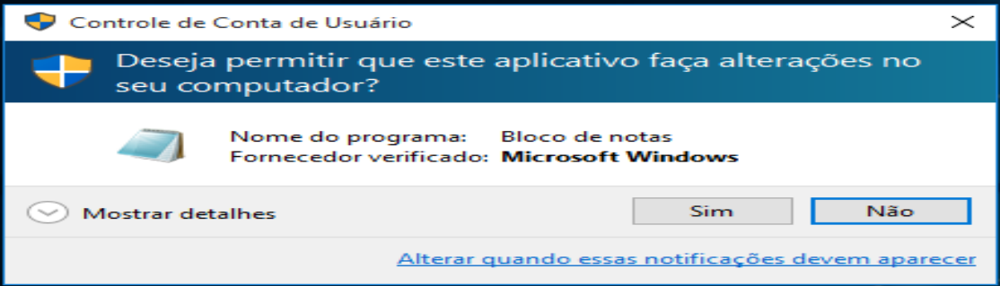 Controle de Conta de Usuário
Deseja permitir que este aplicativo faça alterações no
seu computador?
Nome do programa: Bloco de notas
Fornecedor verificado: Microsoft Windows
Mostrar detalhes Sim Não
Alterar quando essas notificações devem aparecer